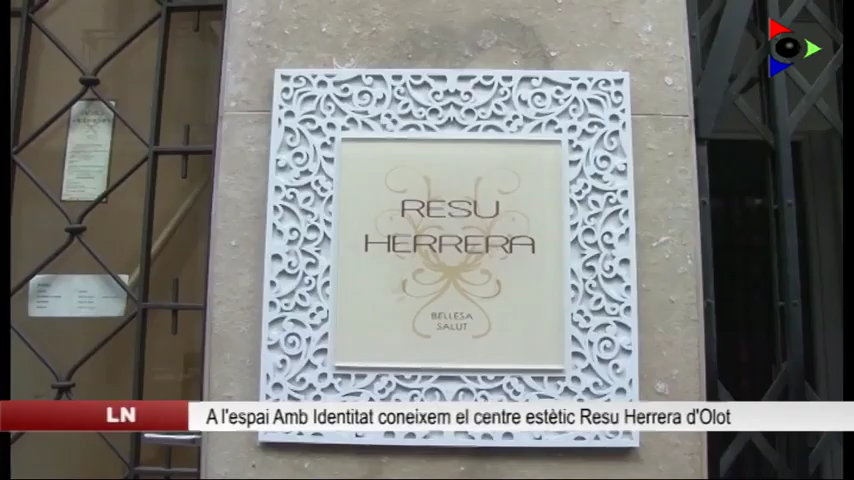 RESU
HERRERA
BELLESA
SALUT
LN A l'espai Amb Identitat coneixem el centre estètic Resu Herrera d'Olot